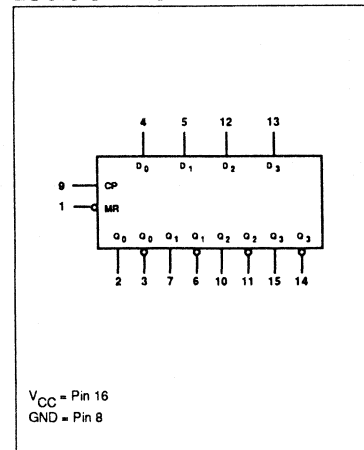 4 5 12 13
D0 D1 D2 D3
9 CP
1 MR
Q0 Q0 Q1 Q1 Q2 Q2 Q3 Q3
2 3 7 6 10 11 15 14
VCC = Pin 16
GND = Pin 8